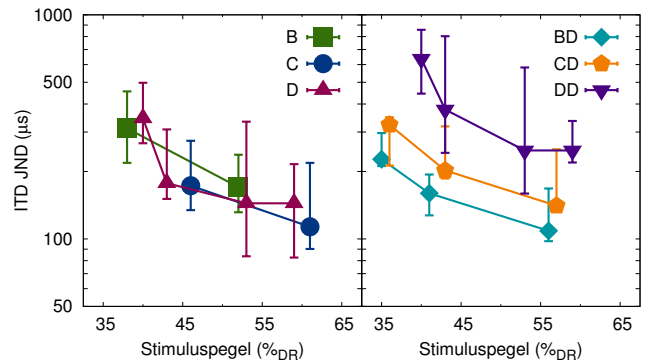 1000
500
100
50
ITD JND (µs)
B
C
D
BD
CD
DD
35 45 55 65
35 45 55 65
Stimuluspegel (%DR)
Stimuluspegel (%DR)